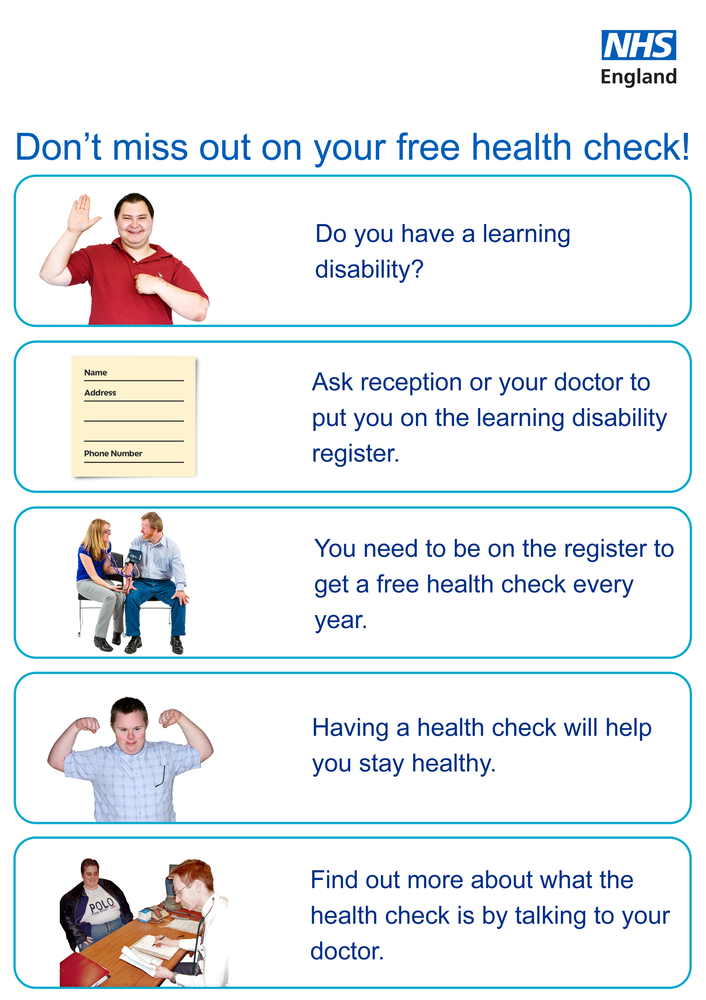 NHS
England
Don’t miss out on your free health check!
Do you have a learning
disability?
Name
Address
Phone Number
Ask reception or your doctor to
put you on the learning disability
register.
You need to be on the register to
get a free health check every
year.
Having a health check will help
you stay healthy.
POLO
PENN SPORT - USA
Find out more about what the
health check is by talking to your
doctor.